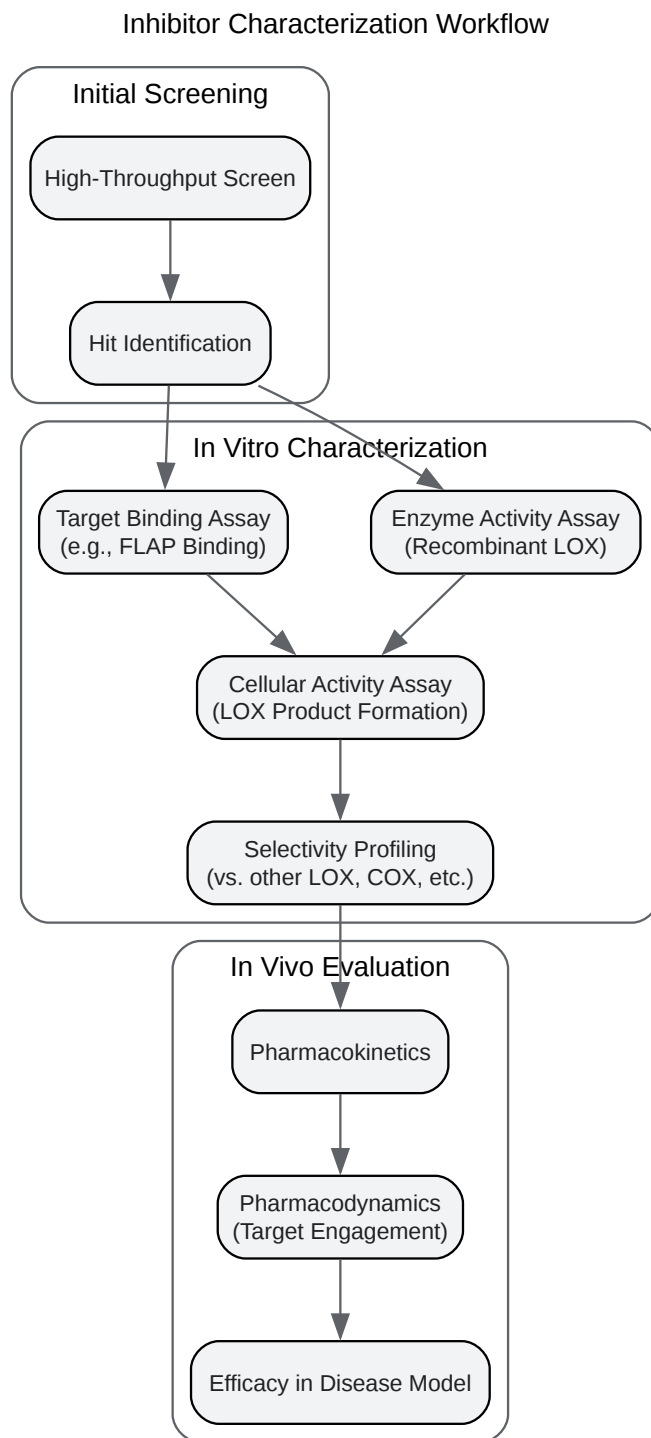 Inhibitor Characterization Workflow
Initial Screening
High-Throughput Screen
Hit Identification
In Vitro Characterization
Target Binding Assay
(e.g., FLAP Binding)
Enzyme Activity Assay
(Recombinant LOX)
Cellular Activity Assay
(LOX Product Formation)
Selectivity Profiling
(vs. other LOX, COX, etc.)
In Vivo Evaluation
Pharmacokinetics
Pharmacodynamics
(Target Engagement)
Efficacy in Disease Model